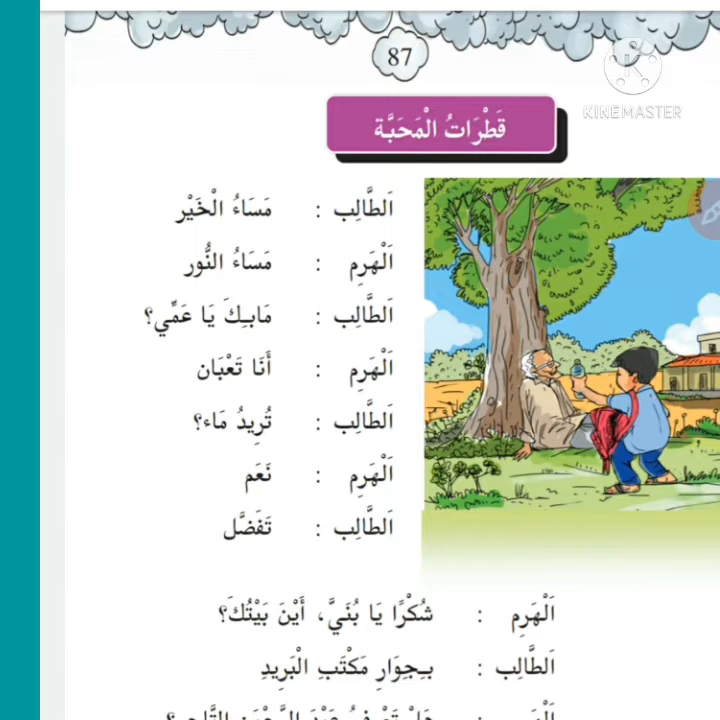 87
KINEMASTER
قَطْرَاتُ الْمَحَبَّة
اَلطَّالِب : مَسَاءُ الْخَيْر
اَلْهَرِم : مَسَاءُ النُّور
اَلطَّالِب : مَابِكَ يَا عَمِّي؟
اَلْهَرِم : أَنَا تَعْبَان
اَلطَّالِب : تُرِيدُ مَاء؟
اَلْهَرِم : نَعَم
اَلطَّالِب : تَفَضَّل
اَلْهَرِم : شُكْرًا يَا بُنَيَّ، أَيْنَ بَيْتُكَ؟
اَلطَّالِب : بِجِوَارِ مَكْتَبِ الْبَرِيدِ